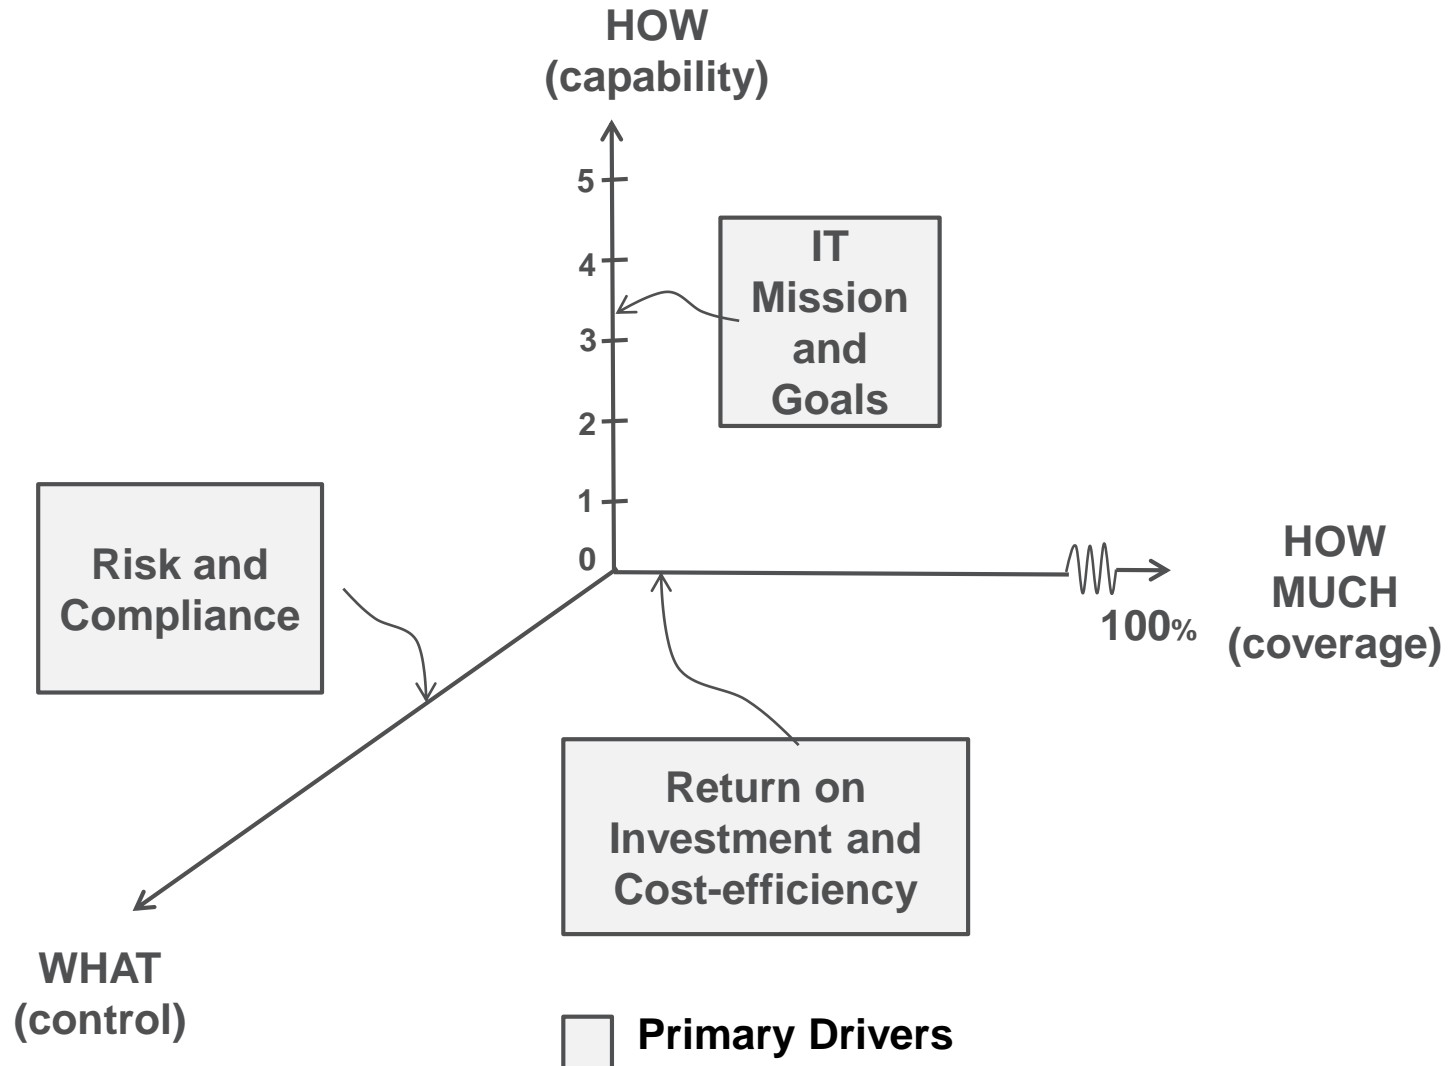 HOW
(capability)
5
4
3
2
1
0
IT
Mission
and
Goals
Risk and
Compliance
HOW
MUCH
(coverage)
100%
Return on
Investment and
Cost-efficiency
WHAT
(control)
Primary Drivers